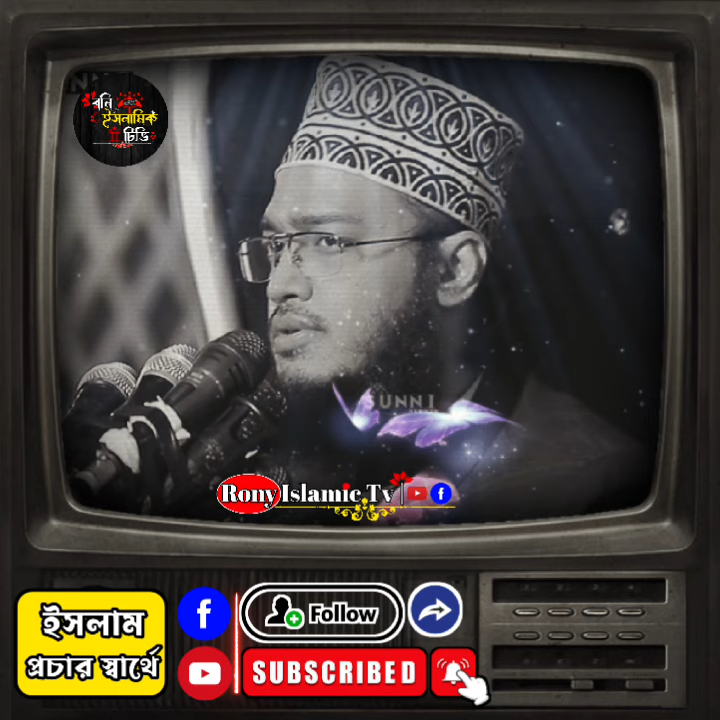 রনি
ইসলামিক
টিভি
SUNNI
Rony Islamic Tv
ইসলাম
প্রচার স্বার্থে
Follow
SUBSCRIBED